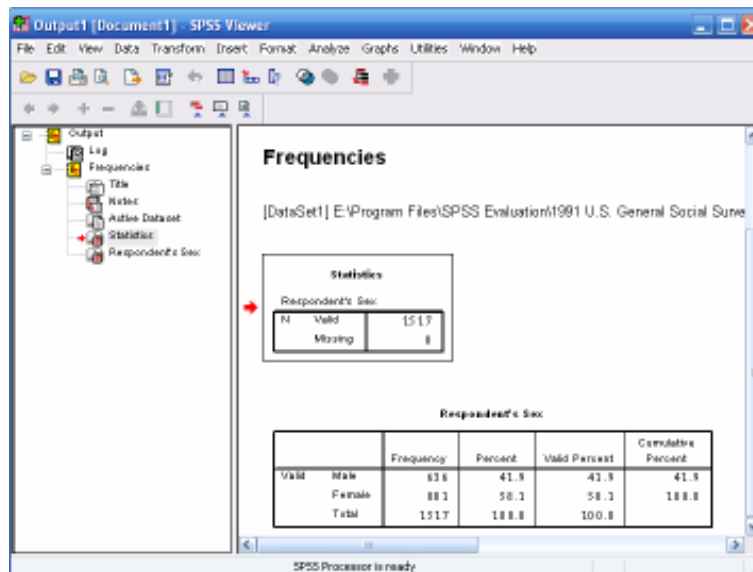 Output1 [Document1] - SPSS Viewer
File Edit View Data Transform Insert Format Analyze Graphs Utilities Window Help
Output
Log
Frequencies
Title
Notes
Active Dataset
Statistics
Respondent's Sex
Frequencies
[DataSet1] E:\Program Files\SPSS Evaluation\1991 U.S. General Social Surve
Statistics
Respondent's Sex
N Valid 1517
Missing 0
Respondent's Sex
Frequency Percent Valid Percent Cumulative Percent
Valid Male 636 41.9 41.9 41.9
Female 881 58.1 58.1 100.0
Total 1517 100.0 100.0
SPSS Processor is ready